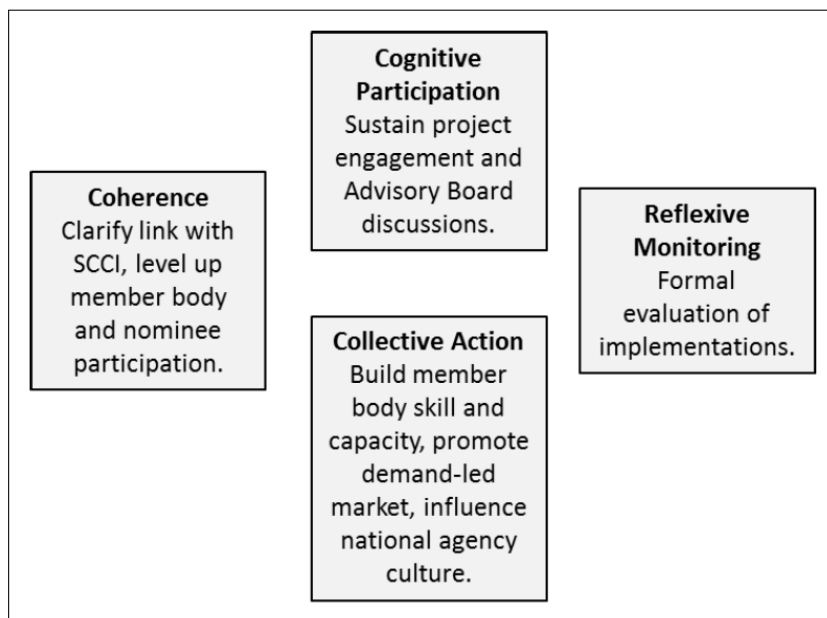 Cognitive
Participation
Sustain project
engagement and
Advisory Board
discussions.
Coherence
Clarify link with
SCCI, level up
member body
and nominee
participation.
Reflexive
Monitoring
Formal
evaluation of
implementations.
Collective Action
Build member
body skill and
capacity, promote
demand-led
market, influence
national agency
culture.